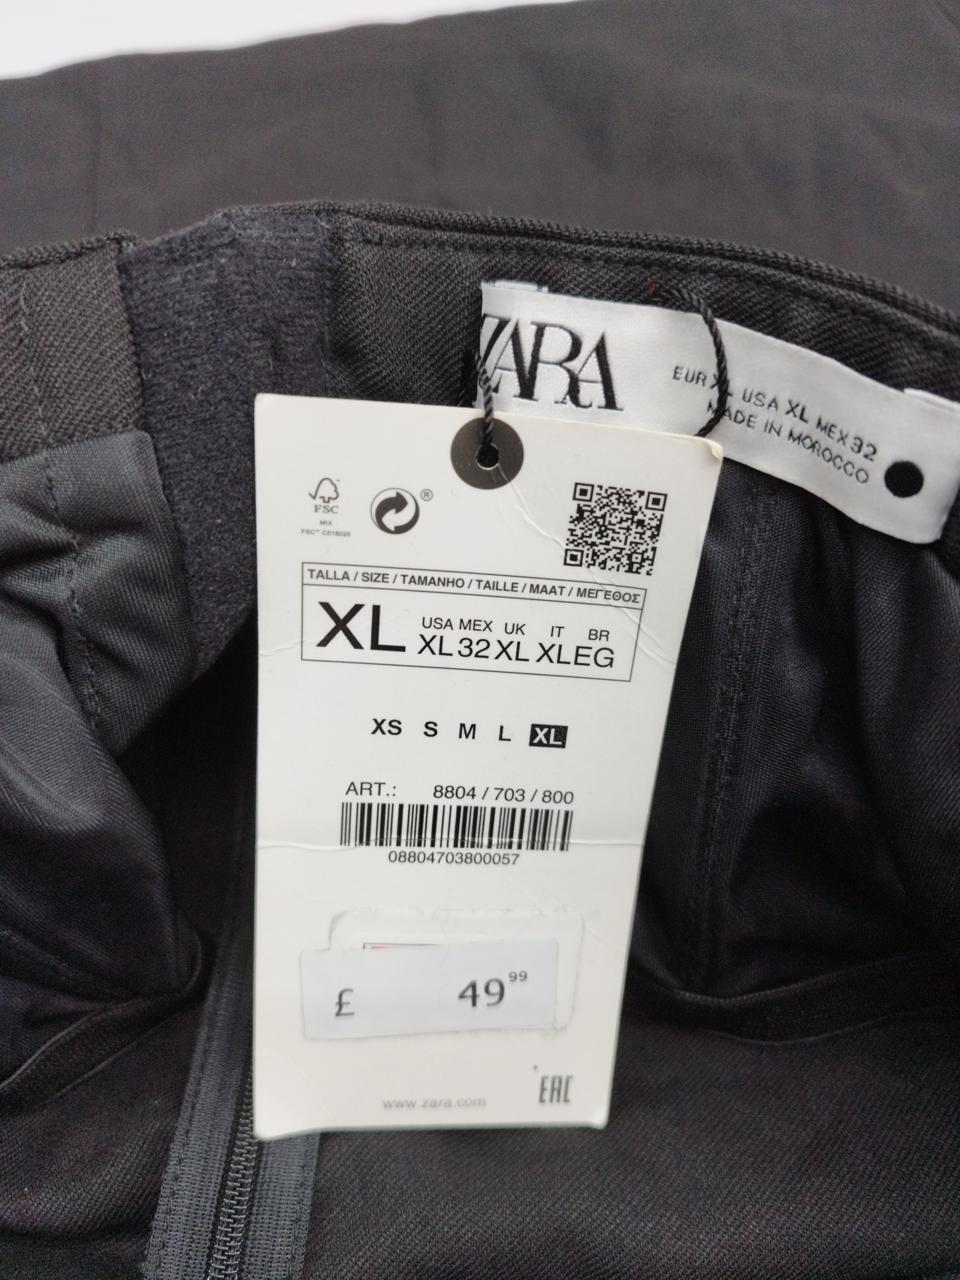 ZARA
EUR XL USA XL MEX 32
MADE IN MOROCCO
FSC
MIX
FSC™ C018020
®
TALLA / SIZE / TAMANHO / TAILLE / MAAT / ΜΕΓΕΘΟΣ
XL
USA MEX UK IT BR
XL 32 XL XL EG
XS S M L XL
ART.: 8804 / 703 / 800
08804703800057
£ 49⁹⁹
www.zara.com
EAC